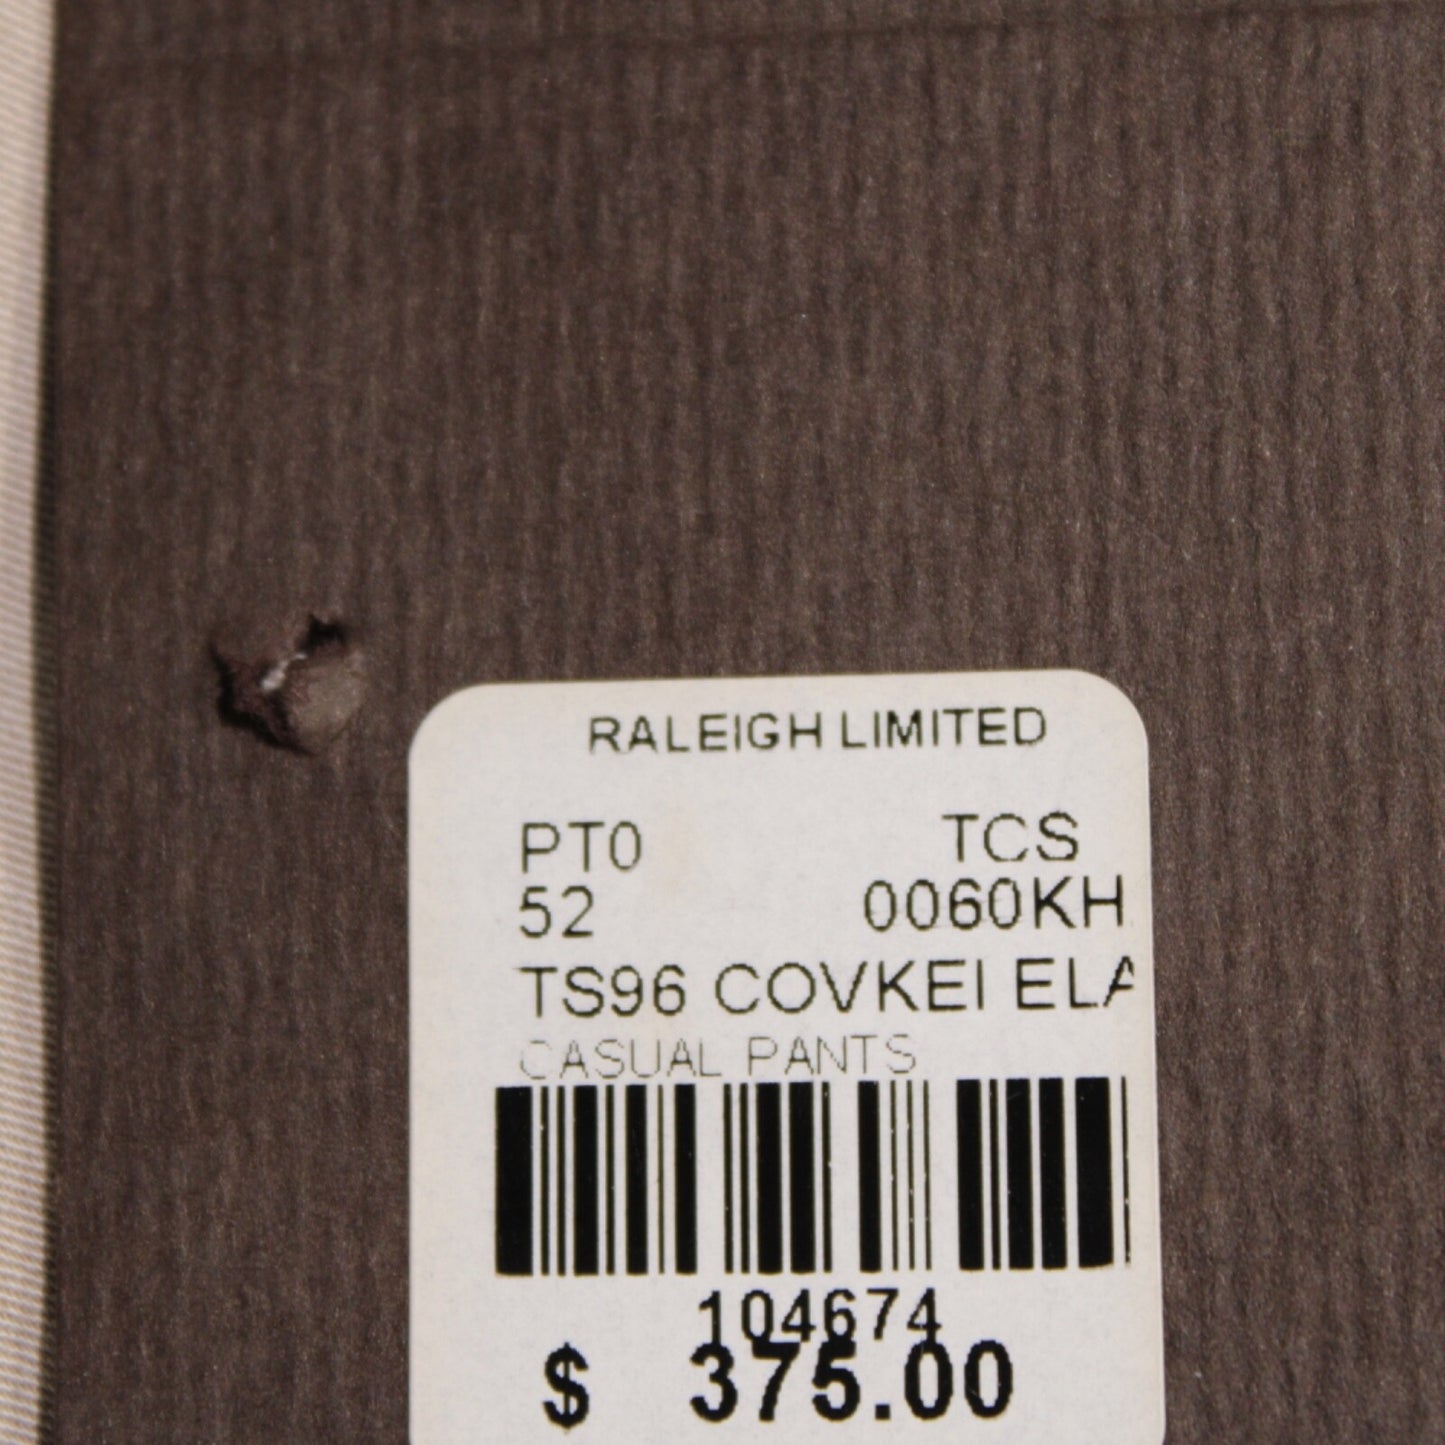 RALEIGH LIMITED
PT0 TCS
52 0060KH
TS96 COVKEI ELA
CASUAL PANTS
104674
$ 375.00